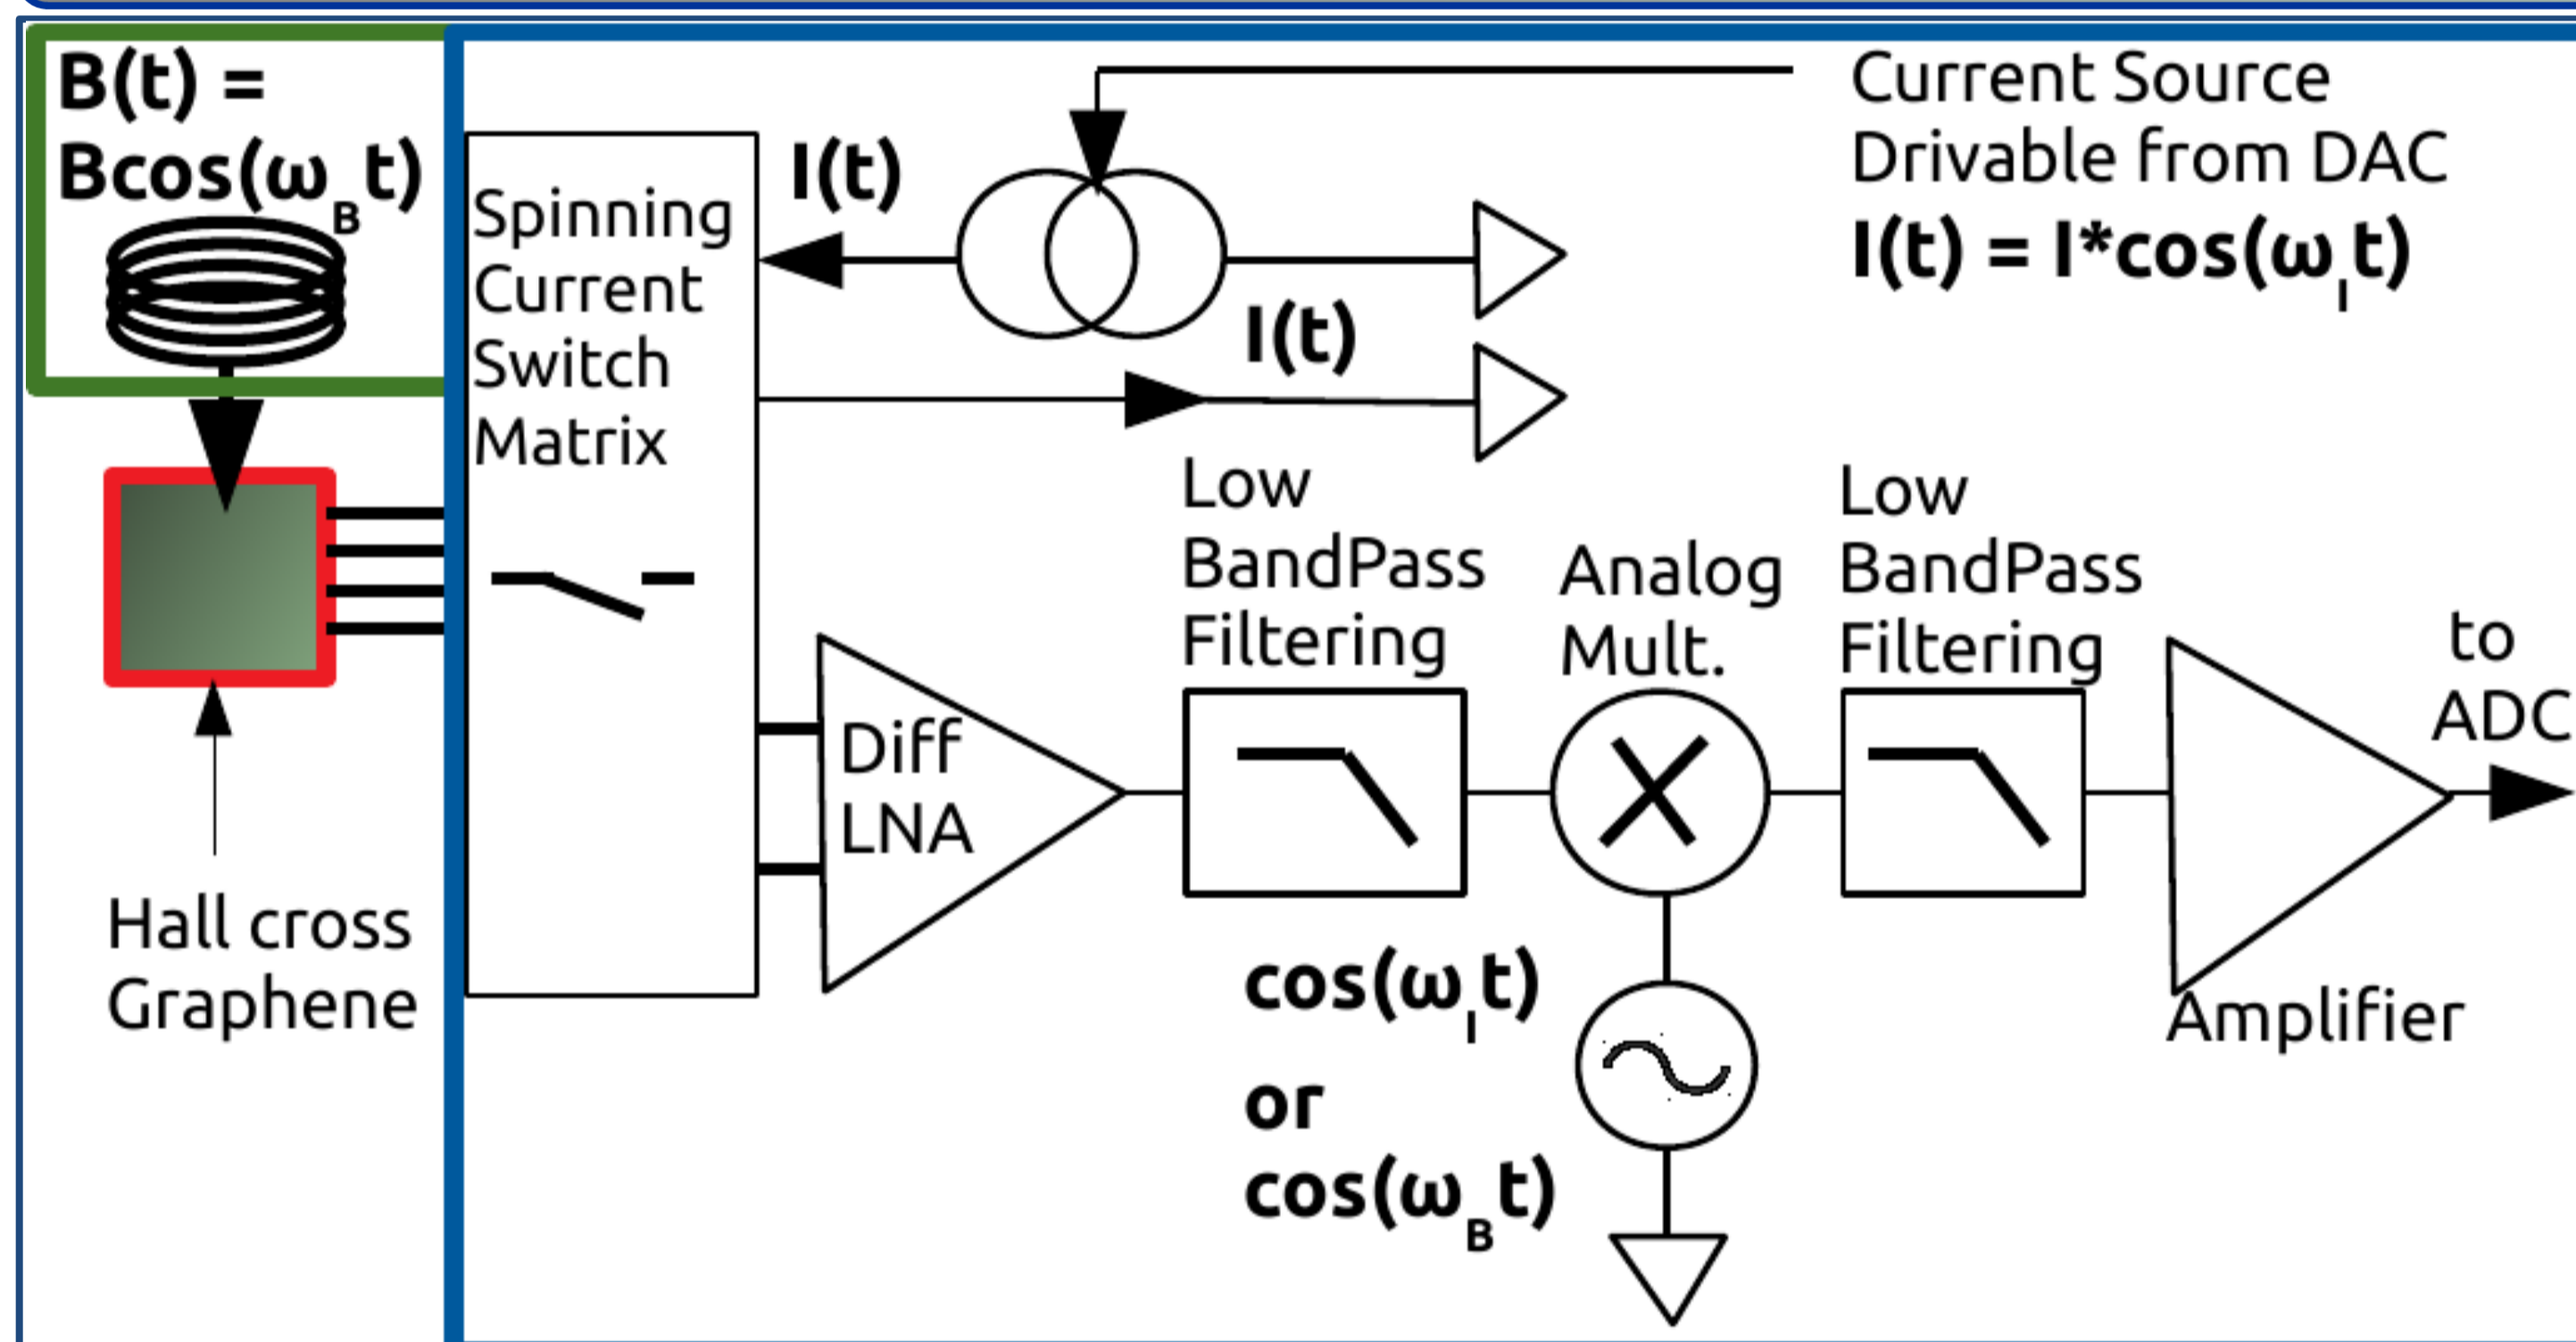 B(t) =
Bcos(ω_B t)
Spinning
Current
Switch
Matrix
I(t)
I(t)
Current Source
Drivable from DAC
I(t) = I*cos(ω_I t)
Hall cross
Graphene
Diff
LNA
Low
BandPass
Filtering
Analog
Mult.
Low
BandPass
Filtering
to
ADC
Amplifier
cos(ω_I t)
or
cos(ω_B t)